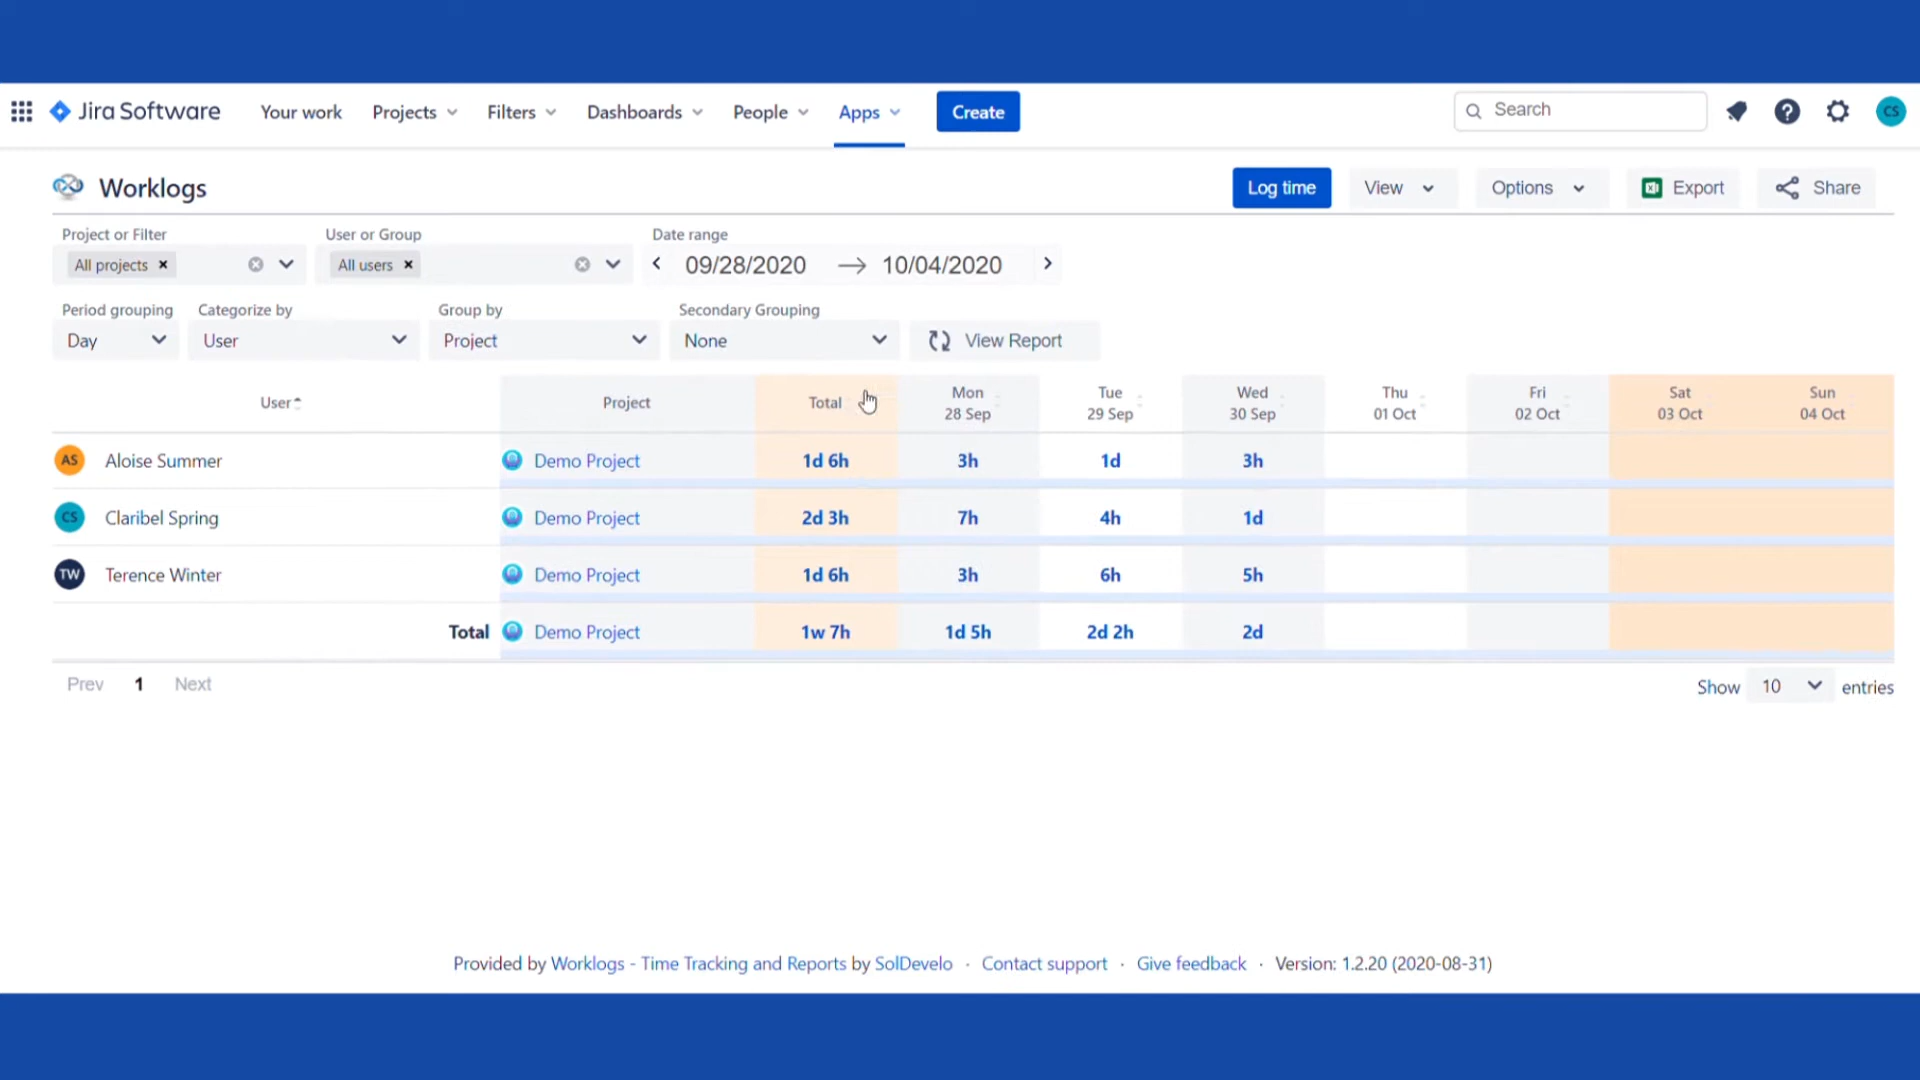 Jira Software Your work Projects Filters Dashboards People Apps Create Search CS
Worklogs Log time View Options Export Share
Project or Filter User or Group Date range
All projects × All users × 09/28/2020 → 10/04/2020
Period grouping Categorize by Group by Secondary Grouping
Day User Project None View Report
User Project Total Mon Tue Wed Thu Fri Sat Sun
28 Sep 29 Sep 30 Sep 01 Oct 02 Oct 03 Oct 04 Oct
AS Aloise Summer Demo Project 1d 6h 3h 1d 3h
CS Claribel Spring Demo Project 2d 3h 7h 4h 1d
TW Terence Winter Demo Project 1d 6h 3h 6h 5h
Total Demo Project 1w 7h 1d 5h 2d 2h 2d
Prev 1 Next Show 10 entries
Provided by Worklogs - Time Tracking and Reports by SolDevelo · Contact support · Give feedback · Version: 1.2.20 (2020-08-31)